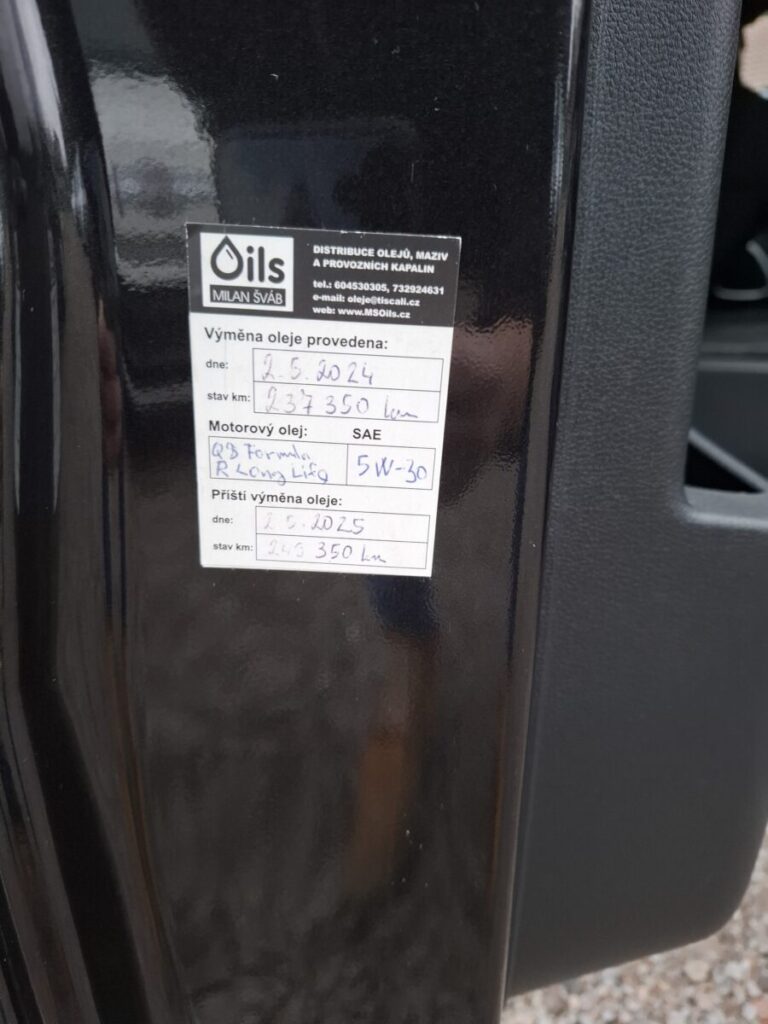 Oils
MILAN ŠVÁB
DISTRIBUCE OLEJŮ, MAZIV
A PROVOZNÍCH KAPALIN
tel.: 604530305, 732924631
e-mail: oleje@tiscali.cz
web: www.MSOils.cz
Výměna oleje provedena:
dne: 2.5.2024
stav km: 237 350 km
Motorový olej: SAE
Q8 Formula
R Long Life 5W-30
Příští výměna oleje:
dne: 2 5.2025
stav km: 350 km